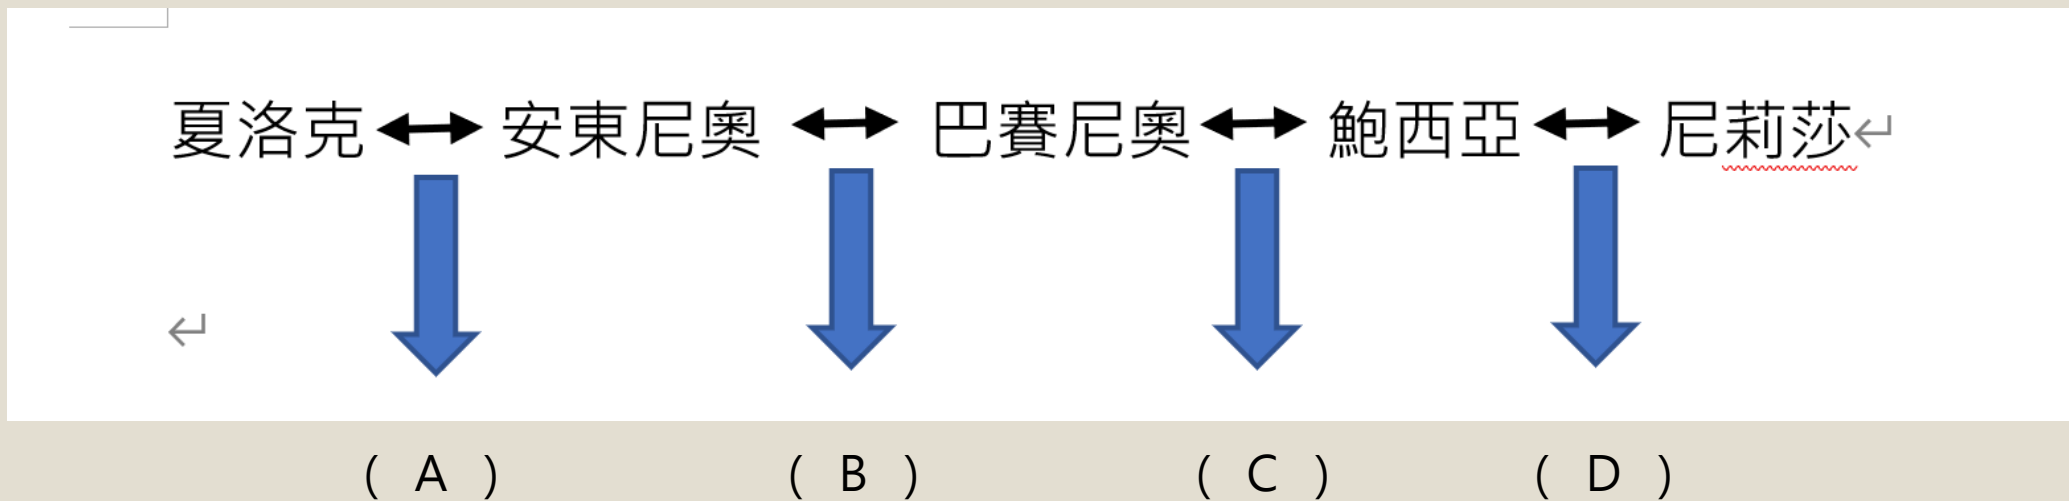 夏洛克 安東尼奧 巴賽尼奧 鮑西亞 尼莉莎
( A ) ( B ) ( C ) ( D )